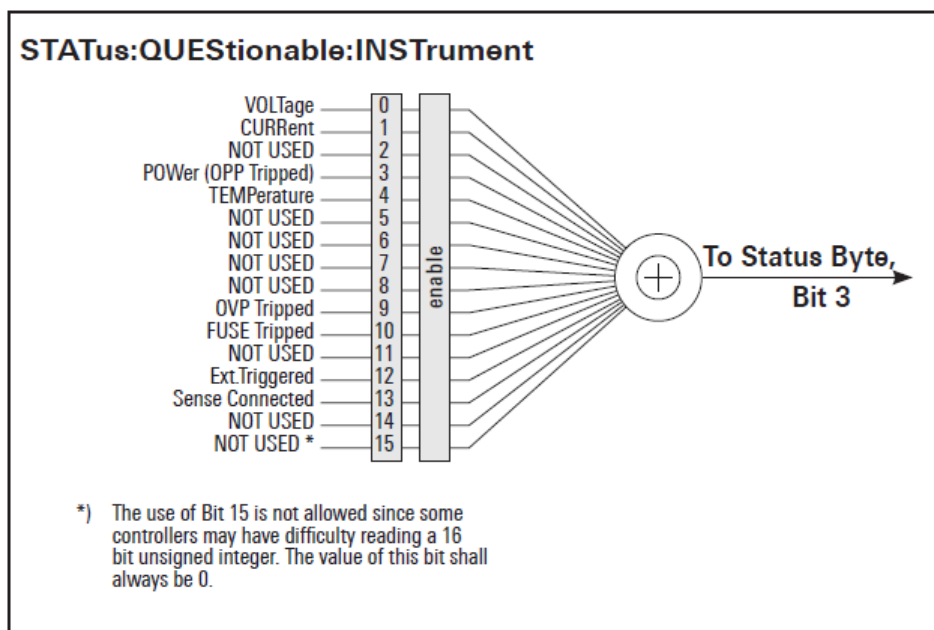 STATus:QUEStionable:INSTrument
VOLTage 0
CURRent 1
NOT USED 2
POWer (OPP Tripped) 3
TEMPerature 4
NOT USED 5
NOT USED 6
NOT USED 7
NOT USED 8
OVP Tripped 9
FUSE Tripped 10
NOT USED 11
Ext.Triggered 12
Sense Connected 13
NOT USED 14
NOT USED * 15
enable
To Status Byte,
Bit 3
*) The use of Bit 15 is not allowed since some
controllers may have difficulty reading a 16
bit unsigned integer. The value of this bit shall
always be 0.